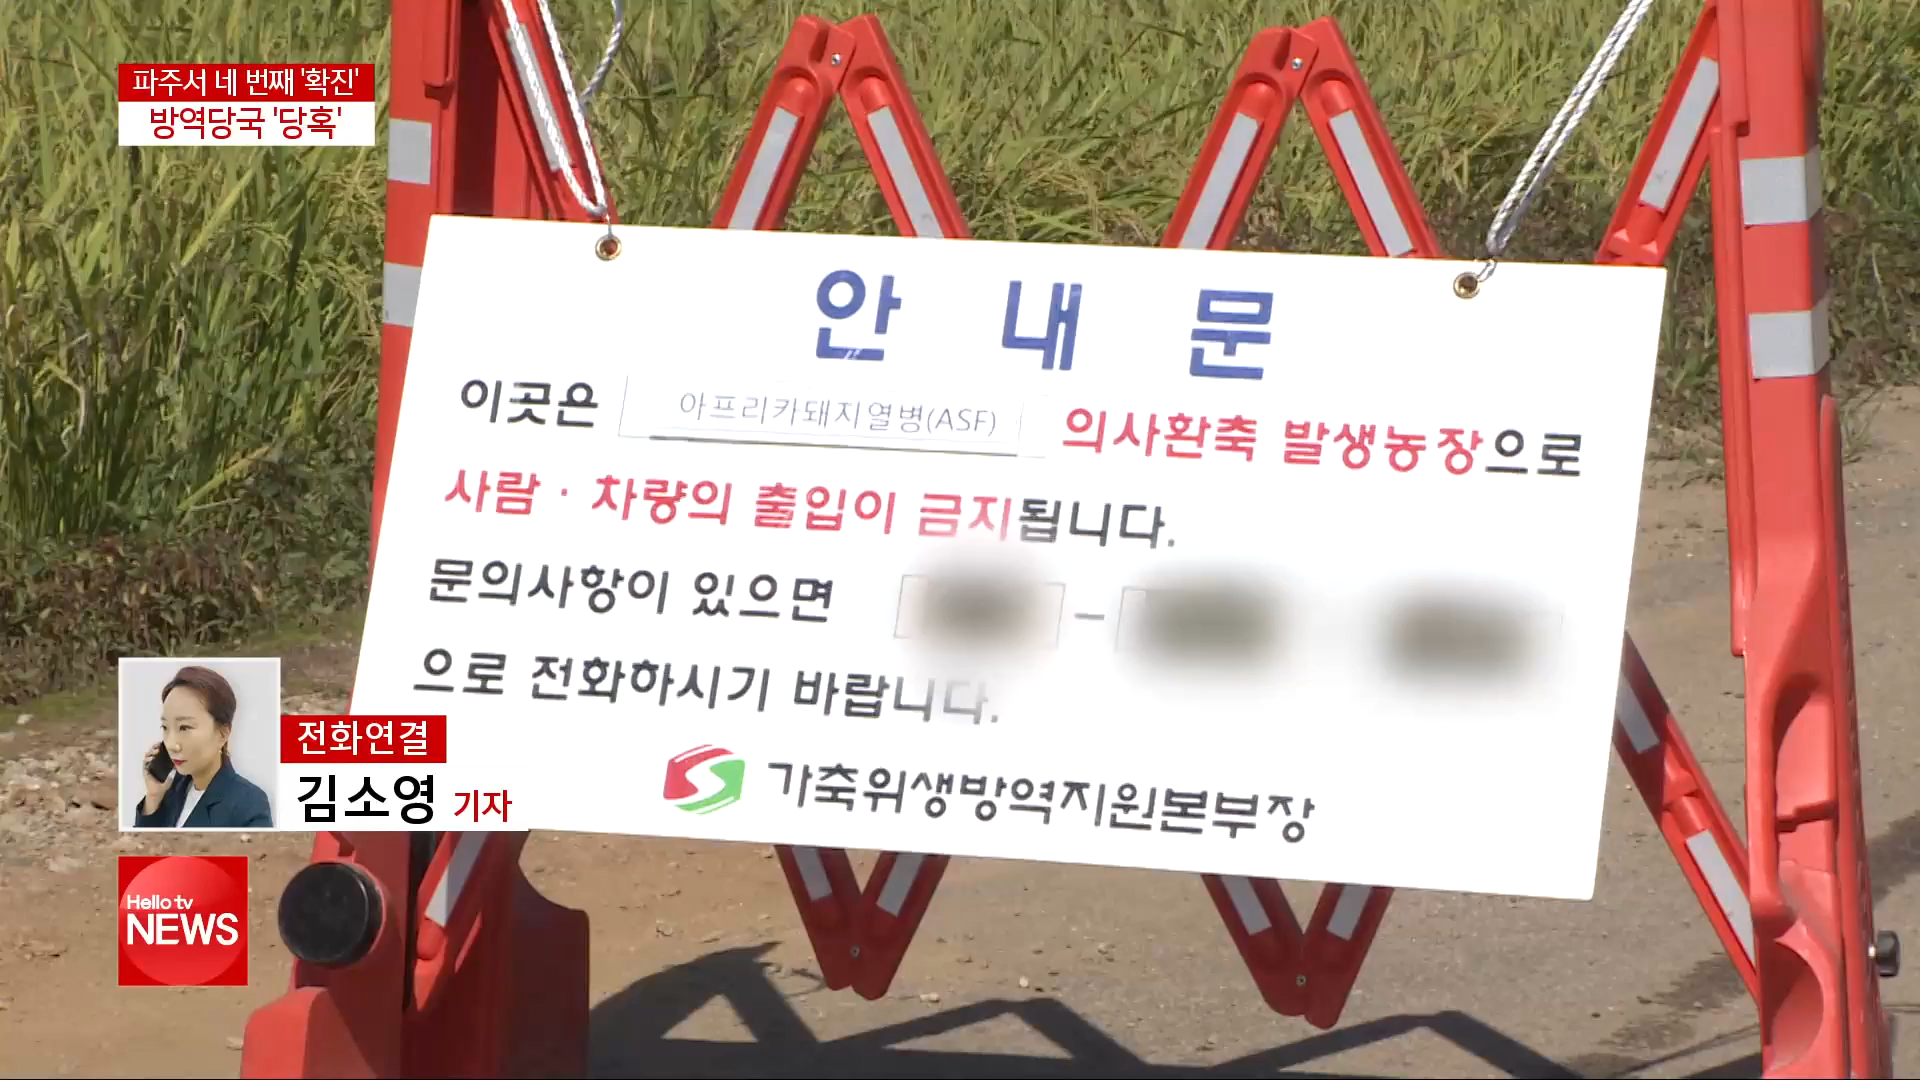 파주서 네 번째 '확진'
방역당국 '당혹'
안 내 문
이곳은 아프리카돼지열병(ASF) 의사환축 발생농장으로
사람 · 차량의 출입이 금지됩니다.
문의사항이 있으면 -
으로 전화하시기 바랍니다.
가축위생방역지원본부장
전화연결
김소영 기자
Hello tv
NEWS